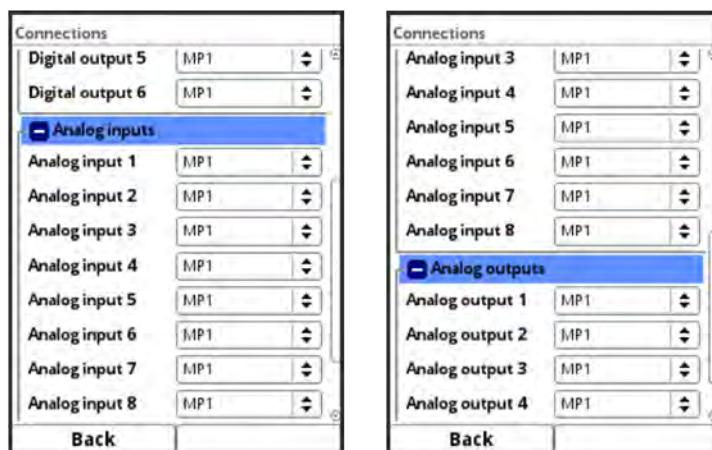 Connections
Digital output 5 MP1
Digital output 6 MP1
Analog inputs
Analog input 1 MP1
Analog input 2 MP1
Analog input 3 MP1
Analog input 4 MP1
Analog input 5 MP1
Analog input 6 MP1
Analog input 7 MP1
Analog input 8 MP1
Back
Connections
Analog input 3 MP1
Analog input 4 MP1
Analog input 5 MP1
Analog input 6 MP1
Analog input 7 MP1
Analog input 8 MP1
Analog outputs
Analog output 1 MP1
Analog output 2 MP1
Analog output 3 MP1
Analog output 4 MP1
Back